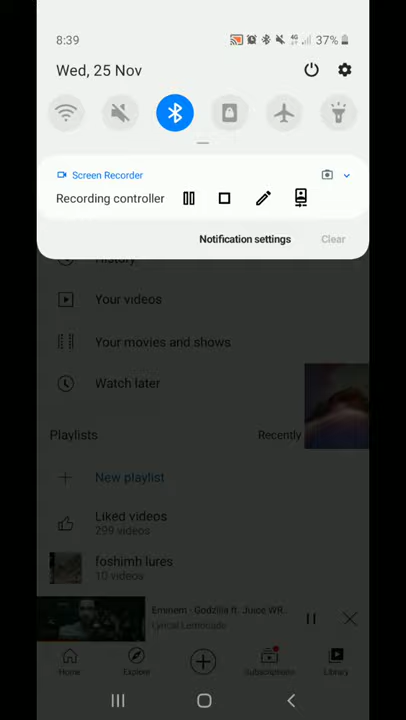 8:39
4G
37%
Wed, 25 Nov
Screen Recorder
Recording controller
Notification settings
Clear
History
Your videos
Your movies and shows
Watch later
Playlists
Recently
New playlist
Liked videos
299 videos
foshimh lures
10 videos
Eminem - Godzilla ft. Juice WR..
Lyrical Lemonade
Home
Explore
Subscriptions
Library